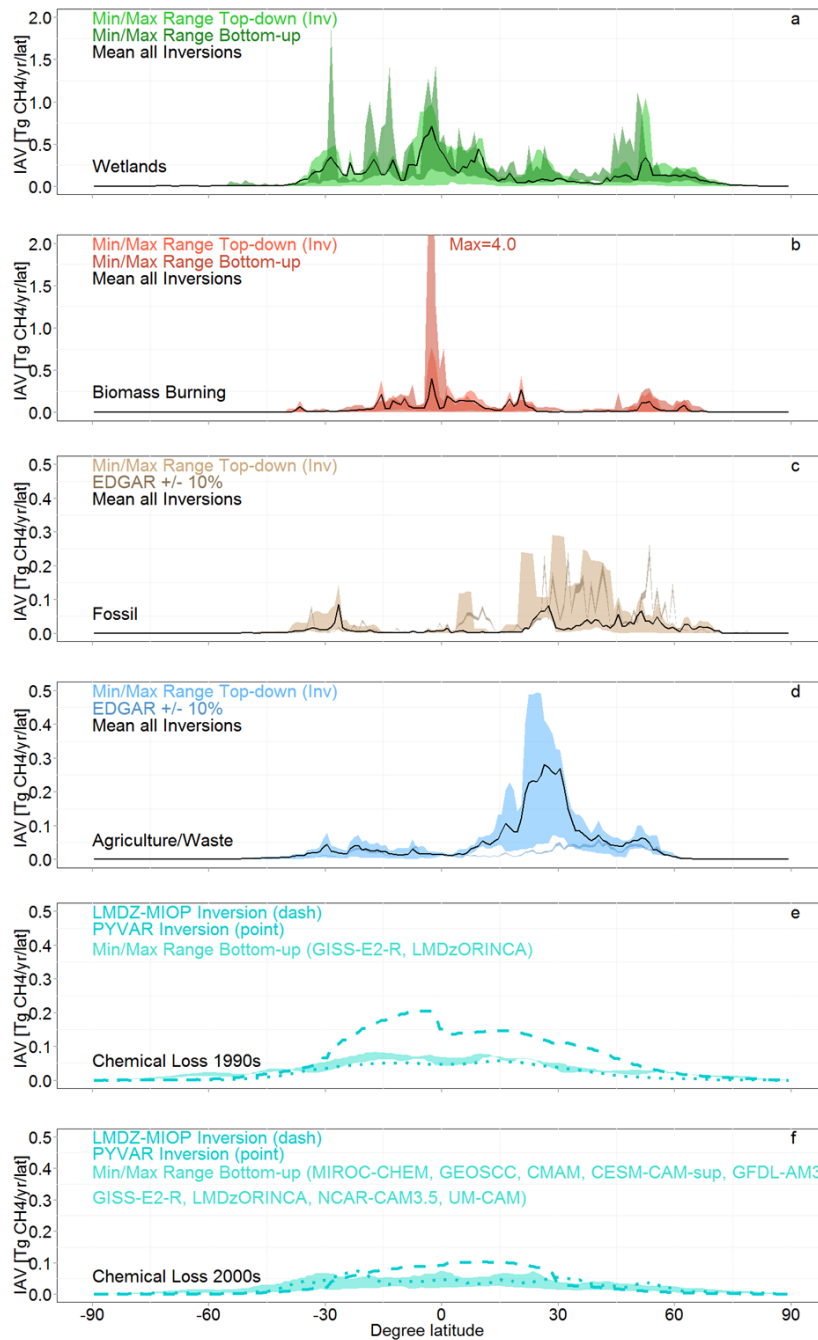 Min/Max Range Top-down (Inv)
Min/Max Range Bottom-up
Mean all Inversions
a
IAV [Tg CH4/yr/lat]
2.0
1.5
1.0
0.5
0.0
Wetlands
Min/Max Range Top-down (Inv)
Min/Max Range Bottom-up
Mean all Inversions
Max=4.0
b
IAV [Tg CH4/yr/lat]
2.0
1.5
1.0
0.5
0.0
Biomass Burning
Min/Max Range Top-down (Inv)
EDGAR +/- 10%
Mean all Inversions
c
IAV [Tg CH4/yr/lat]
0.5
0.4
0.3
0.2
0.1
0.0
Fossil
Min/Max Range Top-down (Inv)
EDGAR +/- 10%
Mean all Inversions
d
IAV [Tg CH4/yr/lat]
0.5
0.4
0.3
0.2
0.1
0.0
Agriculture/Waste
LMDZ-MIOP Inversion (dash)
PYVAR Inversion (point)
Min/Max Range Bottom-up (GISS-E2-R, LMDzORINCA)
e
IAV [Tg CH4/yr/lat]
0.5
0.4
0.3
0.2
0.1
0.0
Chemical Loss 1990s
LMDZ-MIOP Inversion (dash)
PYVAR Inversion (point)
Min/Max Range Bottom-up (MIROC-CHEM, GEOSCC, CMAM, CESM-CAM-sup, GFDL-AM3
GISS-E2-R, LMDzORINCA, NCAR-CAM3.5, UM-CAM)
f
IAV [Tg CH4/yr/lat]
0.5
0.4
0.3
0.2
0.1
0.0
Chemical Loss 2000s
-90 -60 -30 0 30 60 90
Degree latitude